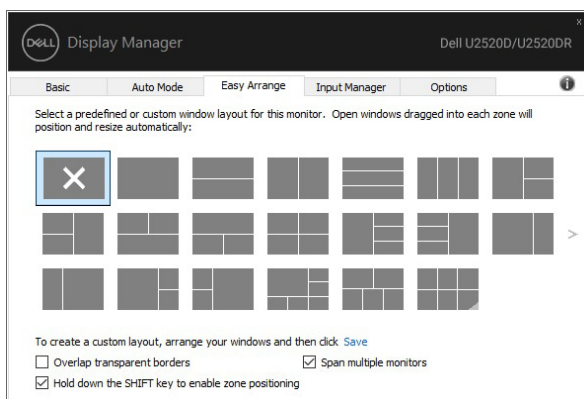 DELL Display Manager Dell U2520D/U2520DR
Basic Auto Mode Easy Arrange Input Manager Options
Select a predefined or custom window layout for this monitor. Open windows dragged into each zone will
position and resize automatically:
To create a custom layout, arrange your windows and then click Save
Overlap transparent borders Span multiple monitors
Hold down the SHIFT key to enable zone positioning